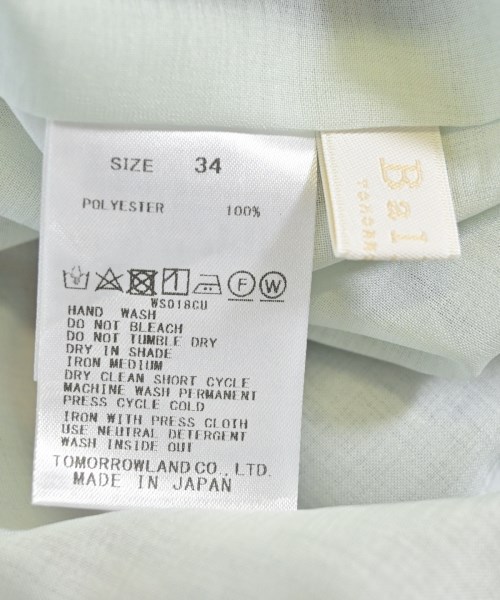 SIZE 34
POLYESTER 100%
F W
WS018CU
HAND WASH
DO NOT BLEACH
DO NOT TUMBLE DRY
DRY IN SHADE
IRON MEDIUM
DRY CLEAN SHORT CYCLE
MACHINE WASH PERMANENT
PRESS CYCLE COLD
IRON WITH PRESS CLOTH
USE NEUTRAL DETERGENT
WASH INSIDE OUT
TOMORROWLAND CO., LTD.
MADE IN JAPAN
Bal